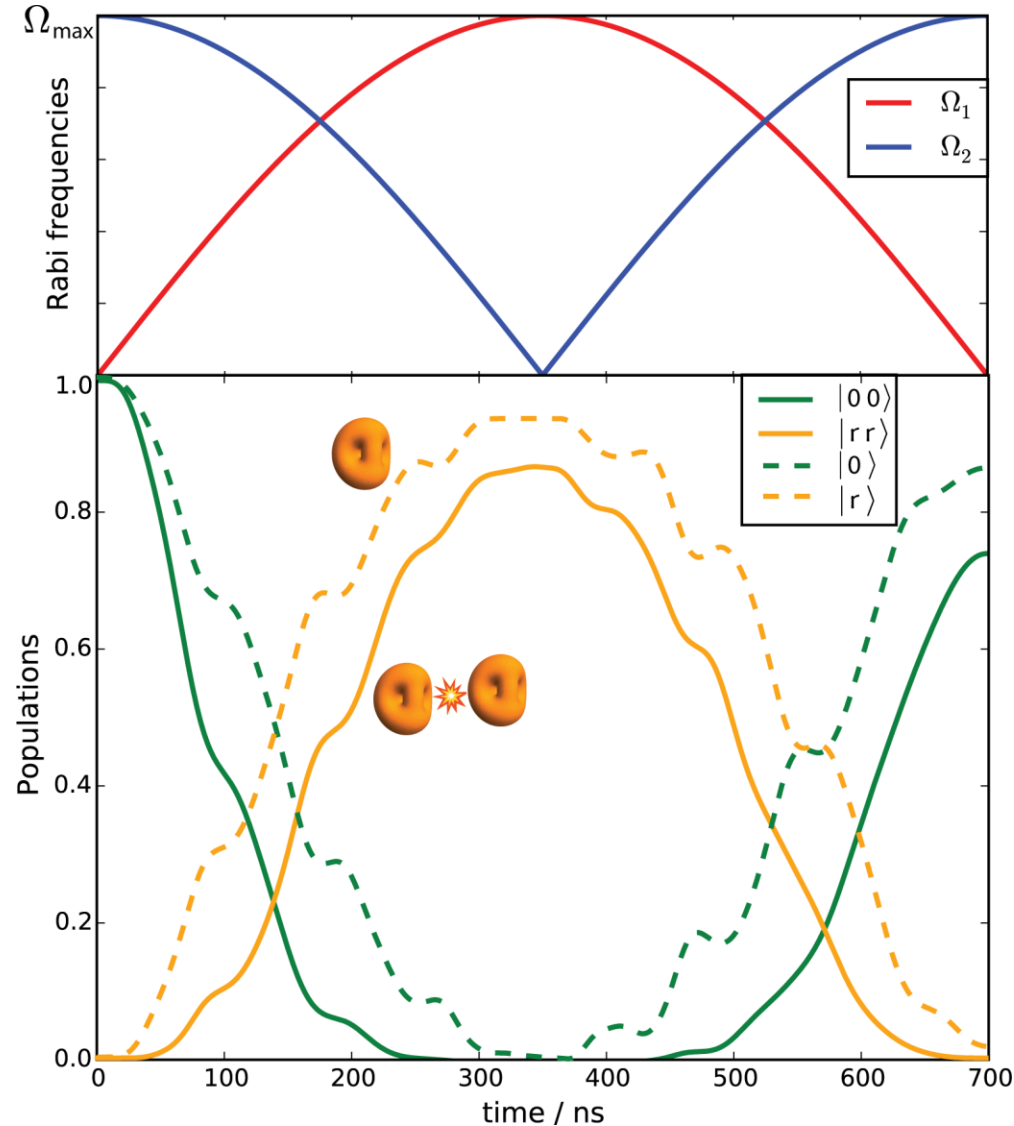 Ωmax
Rabi frequencies
Ω1
Ω2
Populations
1.0
0.8
0.6
0.4
0.2
0.0
|0 0⟩
|r r⟩
|0⟩
|r⟩
0 100 200 300 400 500 600 700
time / ns